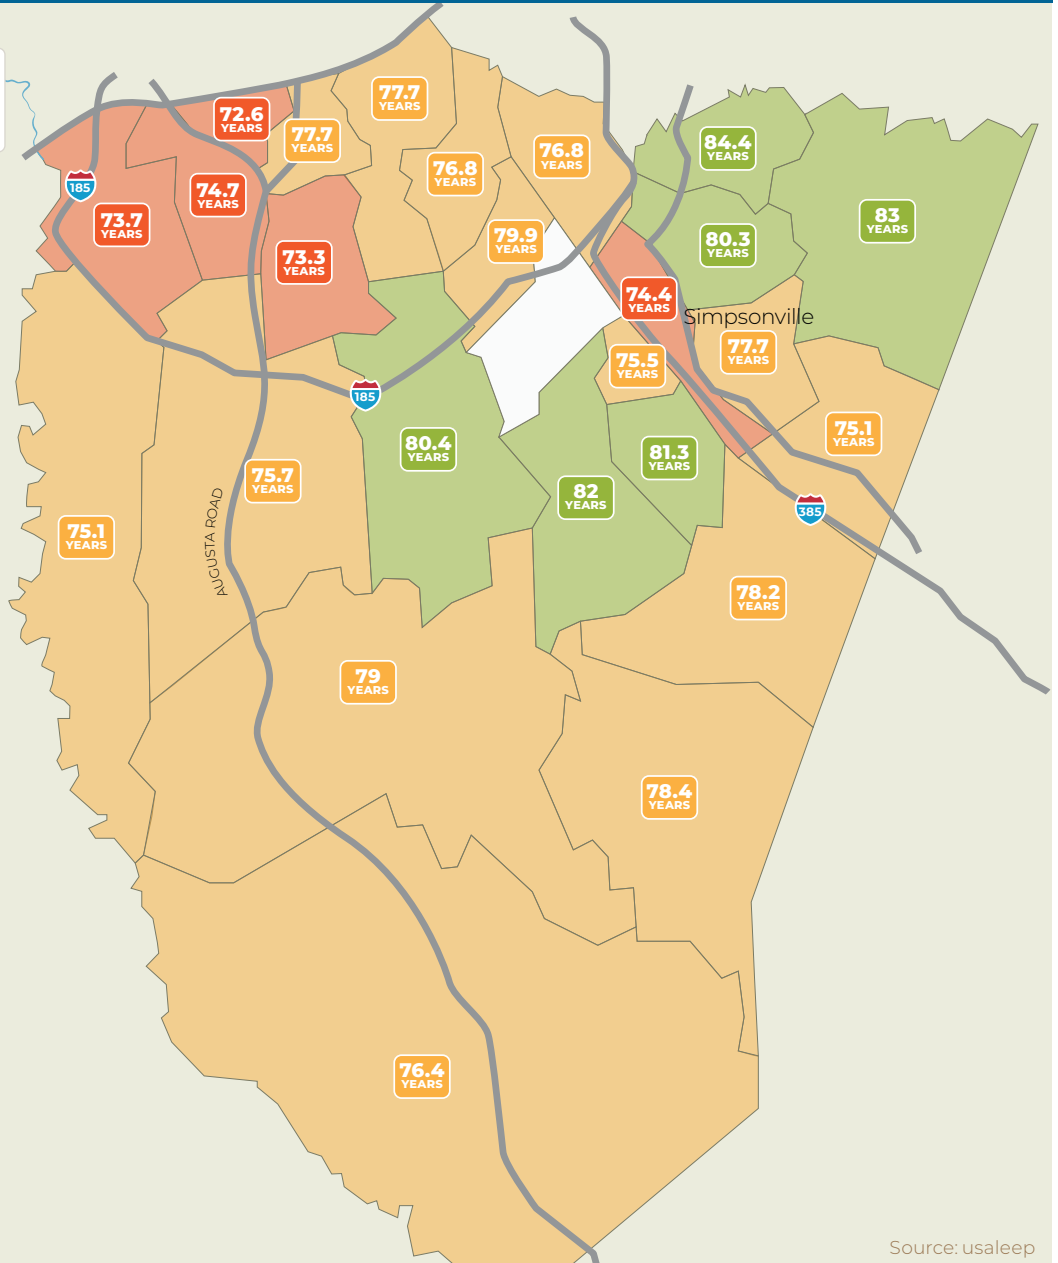 77.7
YEARS
72.6
YEARS
77.7
YEARS
84.4
YEARS
76.8
YEARS
76.8
YEARS
185
74.7
YEARS
73.7
YEARS
83
YEARS
79.9
YEARS
80.3
YEARS
73.3
YEARS
74.4
YEARS
Simpsonville
77.7
YEARS
75.5
YEARS
185
75.1
YEARS
80.4
YEARS
81.3
YEARS
75.7
YEARS
82
YEARS
385
AUGUSTA ROAD
75.1
YEARS
78.2
YEARS
79
YEARS
78.4
YEARS
76.4
YEARS
Source: usaleep